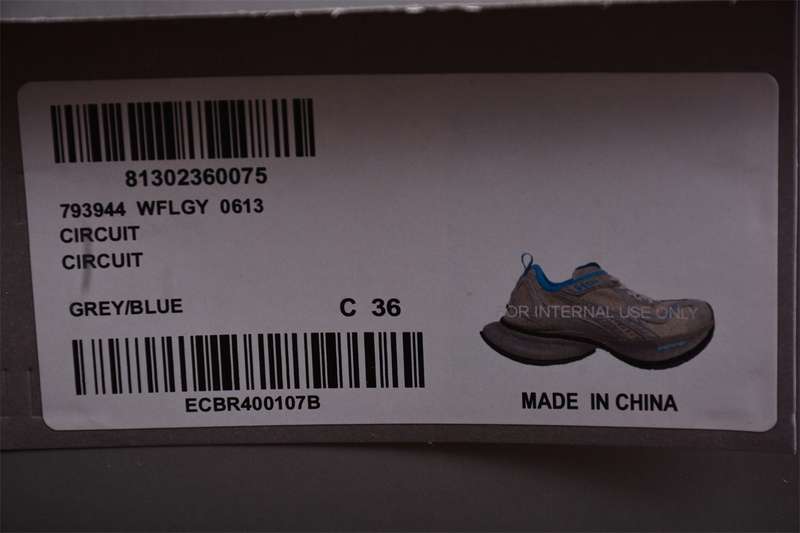 81302360075
793944 WFLGY 0613
CIRCUIT
CIRCUIT
GREY/BLUE C 36
ECBR400107B
OR INTERNAL USE ONLY
MADE IN CHINA